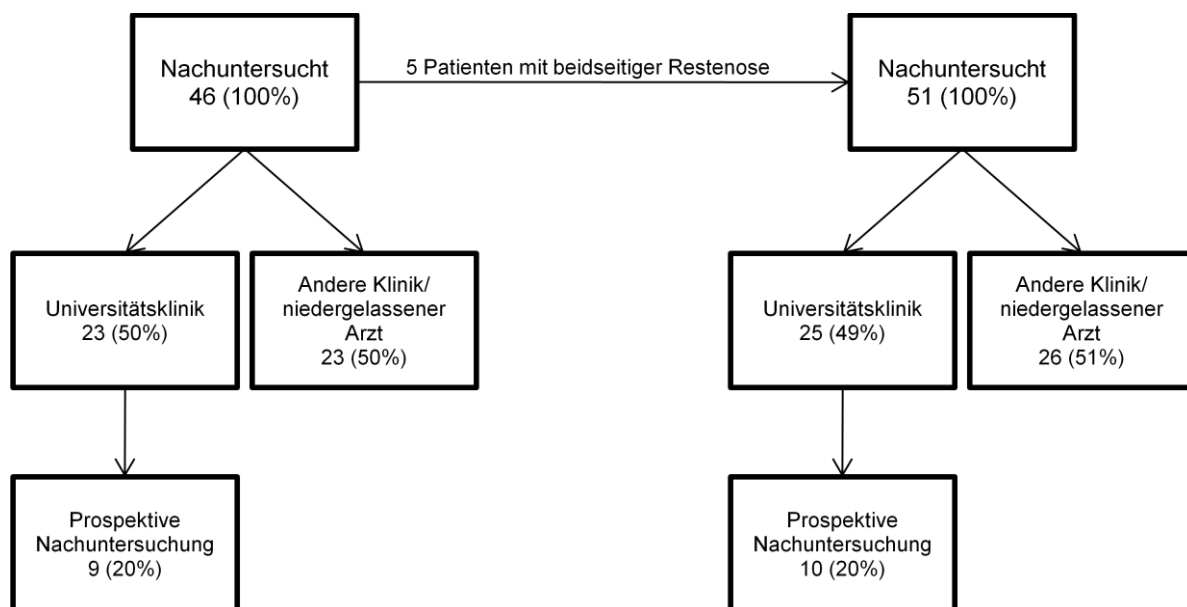 Nachuntersucht
46 (100%)
5 Patienten mit beidseitiger Restenose
Nachuntersucht
51 (100%)
Universitätsklinik
23 (50%)
Andere Klinik/
niedergelassener
Arzt
23 (50%)
Universitätsklinik
25 (49%)
Andere Klinik/
niedergelassener
Arzt
26 (51%)
Prospektive
Nachuntersuchung
9 (20%)
Prospektive
Nachuntersuchung
10 (20%)